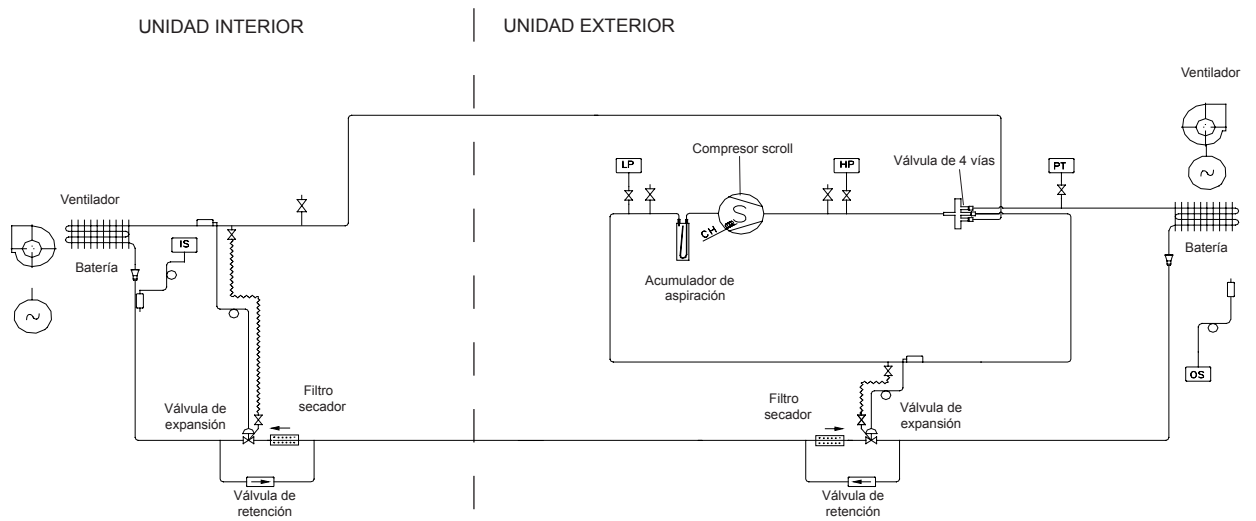 UNIDAD INTERIOR
UNIDAD EXTERIOR
Ventilador
Compresor scroll
Válvula de 4 vías
LP
HP
PT
Ventilador
IS
CH
Batería
Batería
Acumulador de
aspiración
OS
Filtro
secador
Válvula de
expansión
Filtro
secador
Válvula de
expansión
Válvula de
retención
Válvula de
retención